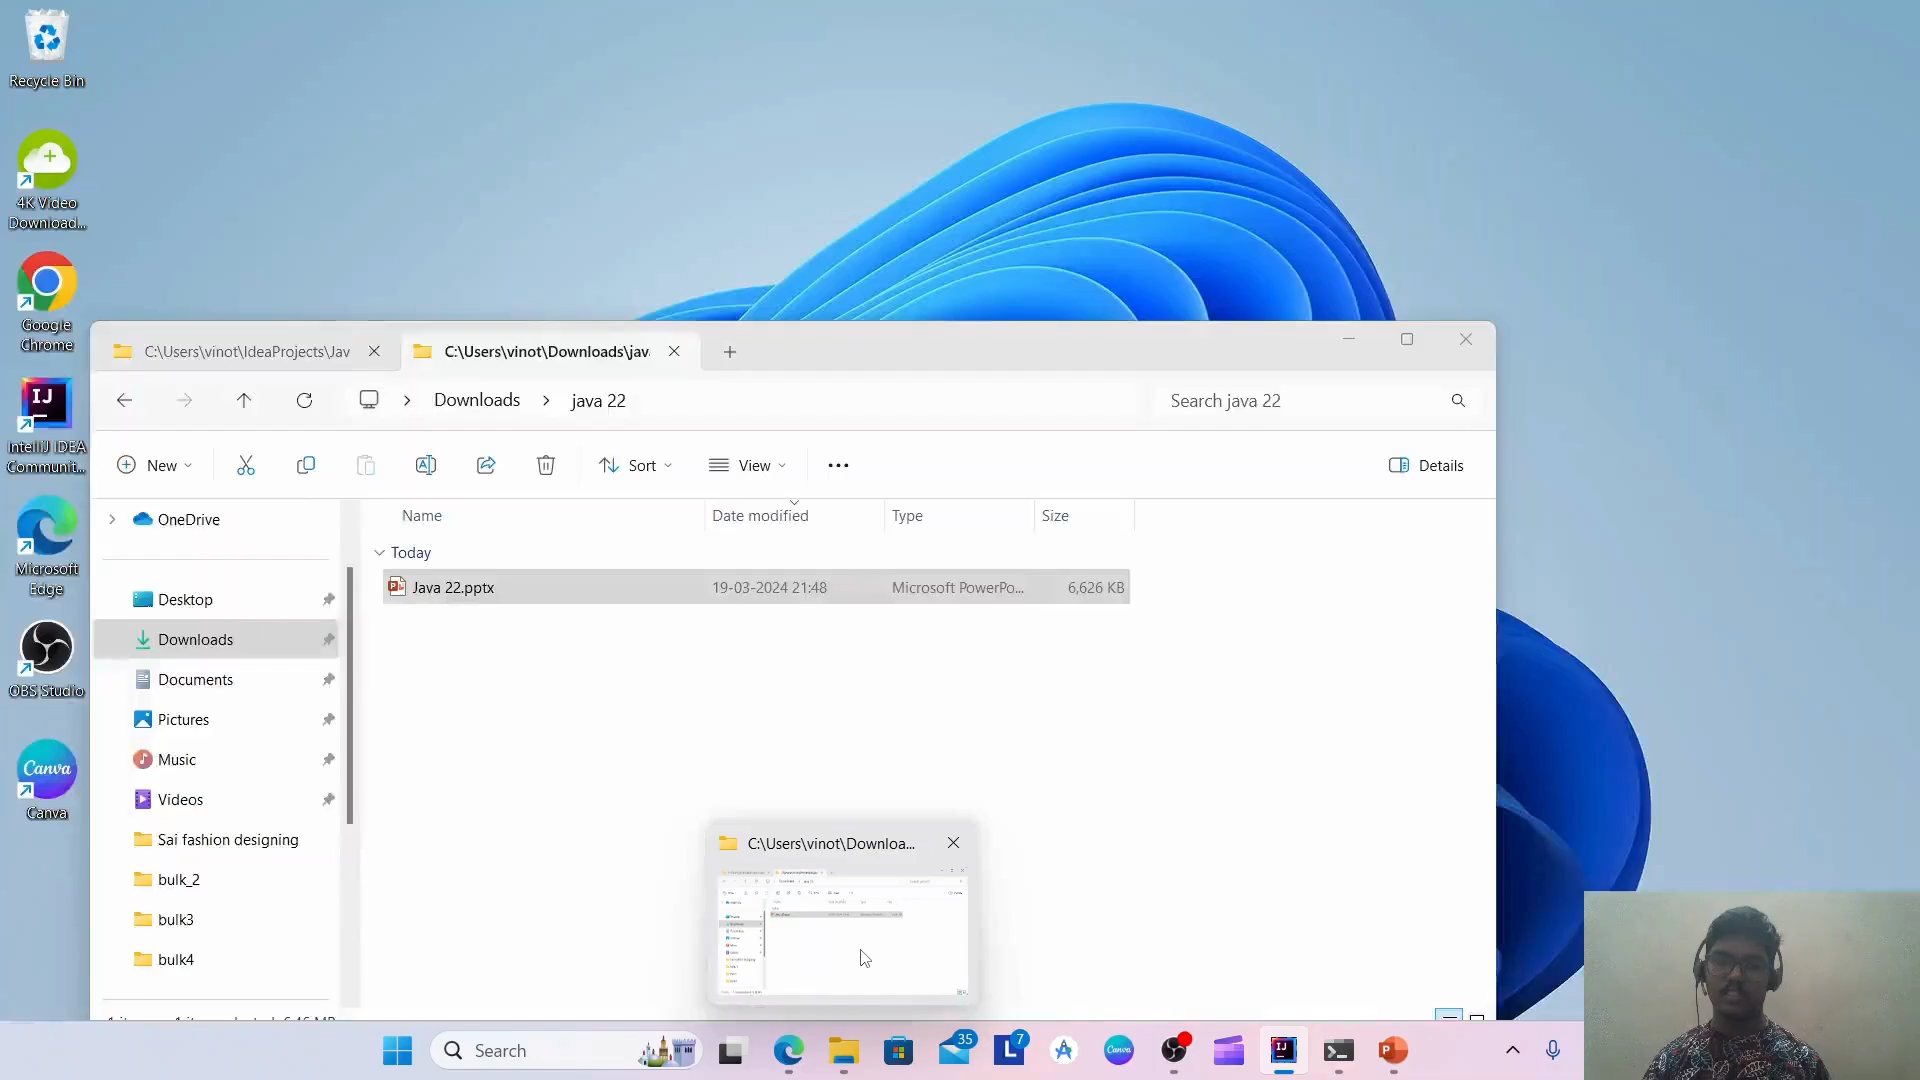 Recycle Bin
4K Video
Download...
Google
Chrome
IntelliJ IDEA
Communit...
Microsoft
Edge
OBS Studio
Canva
Canva
C:\Users\vinot\IdeaProjects\Jav
C:\Users\vinot\Downloads\jav
Downloads
java 22
Search java 22
New
Sort
View
Details
OneDrive
Desktop
Downloads
Documents
Pictures
Music
Videos
Sai fashion designing
bulk_2
bulk3
bulk4
Name
Date modified
Type
Size
Today
Java 22.pptx
19-03-2024 21:48
Microsoft PowerPo...
6,626 KB
C:\Users\vinot\Downloa...
Search
35
L
7
Canva
IJ